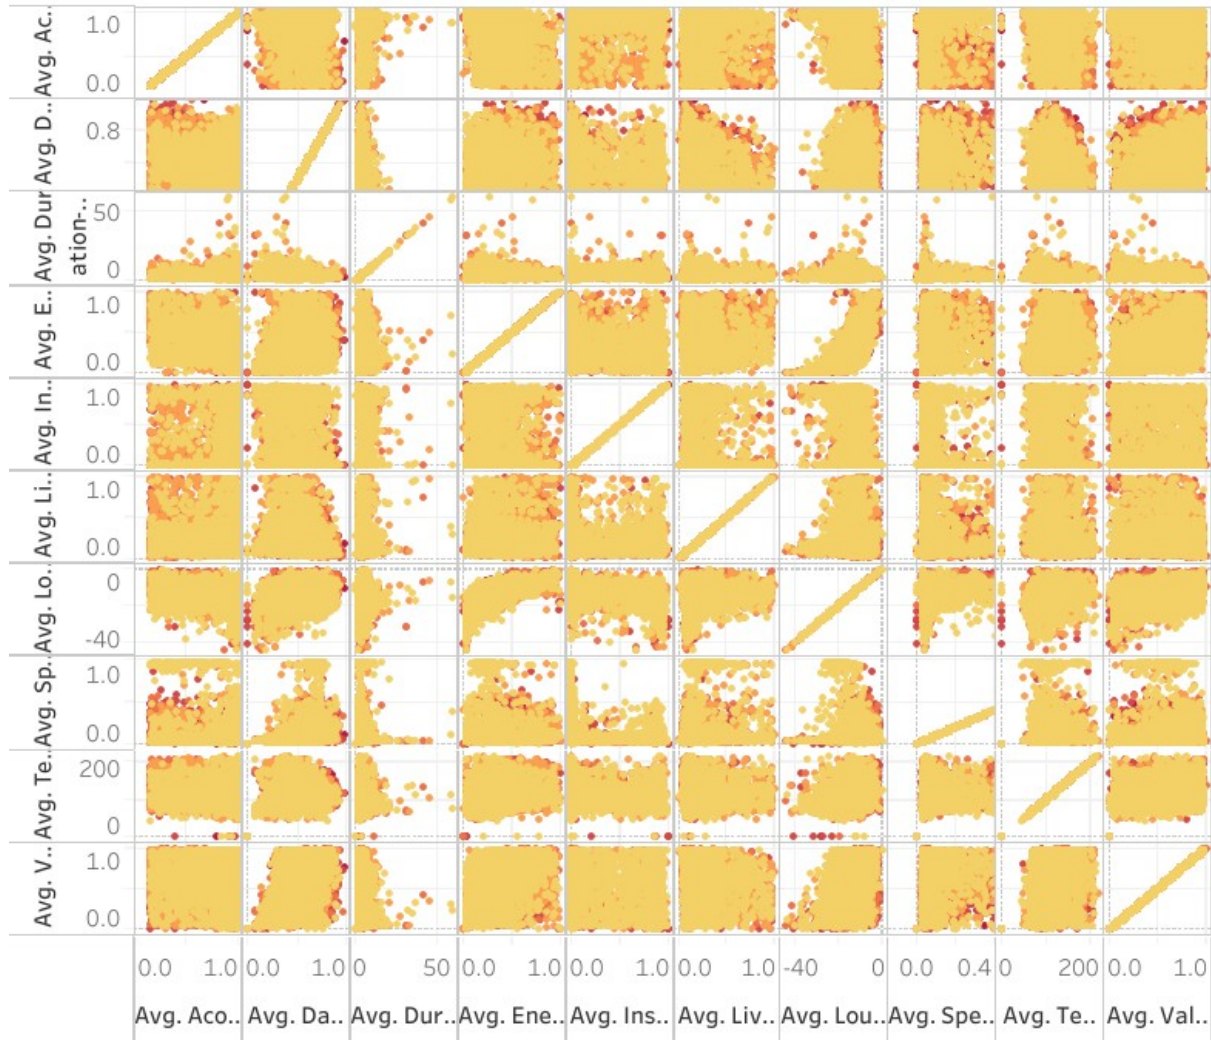 Avg. Ac..
1.0
0.0
Avg. D..
0.8
Avg. Dur
ation-..
50
0
Avg. E..
1.0
0.0
Avg. In..
1.0
0.0
Avg. Li..
1.0
0.0
Avg. Lo..
0
-40
Avg. Sp..
1.0
0.0
Avg. Te..
200
0
Avg. V..
1.0
0.0
0.0 1.0 0.0 1.0 0 50 0.0 1.0 0.0 1.0 0.0 1.0 -40 0 0.0 0.4 0 200 0.0 1.0
Avg. Aco.. Avg. Da.. Avg. Dur.. Avg. Ene.. Avg. Ins.. Avg. Liv.. Avg. Lou.. Avg. Spe.. Avg. Te.. Avg. Val..